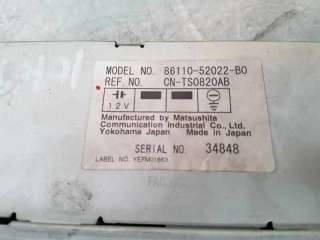 MODEL NO. 86110-52022-B0
REF.NO. CN-TS0820AB
12V
Manufactured by Matsushita
Communication Industrial Co., Ltd.
Yokohama Japan Made in Japan
SERIAL NO. 34848
LABEL NO. YEFM01663